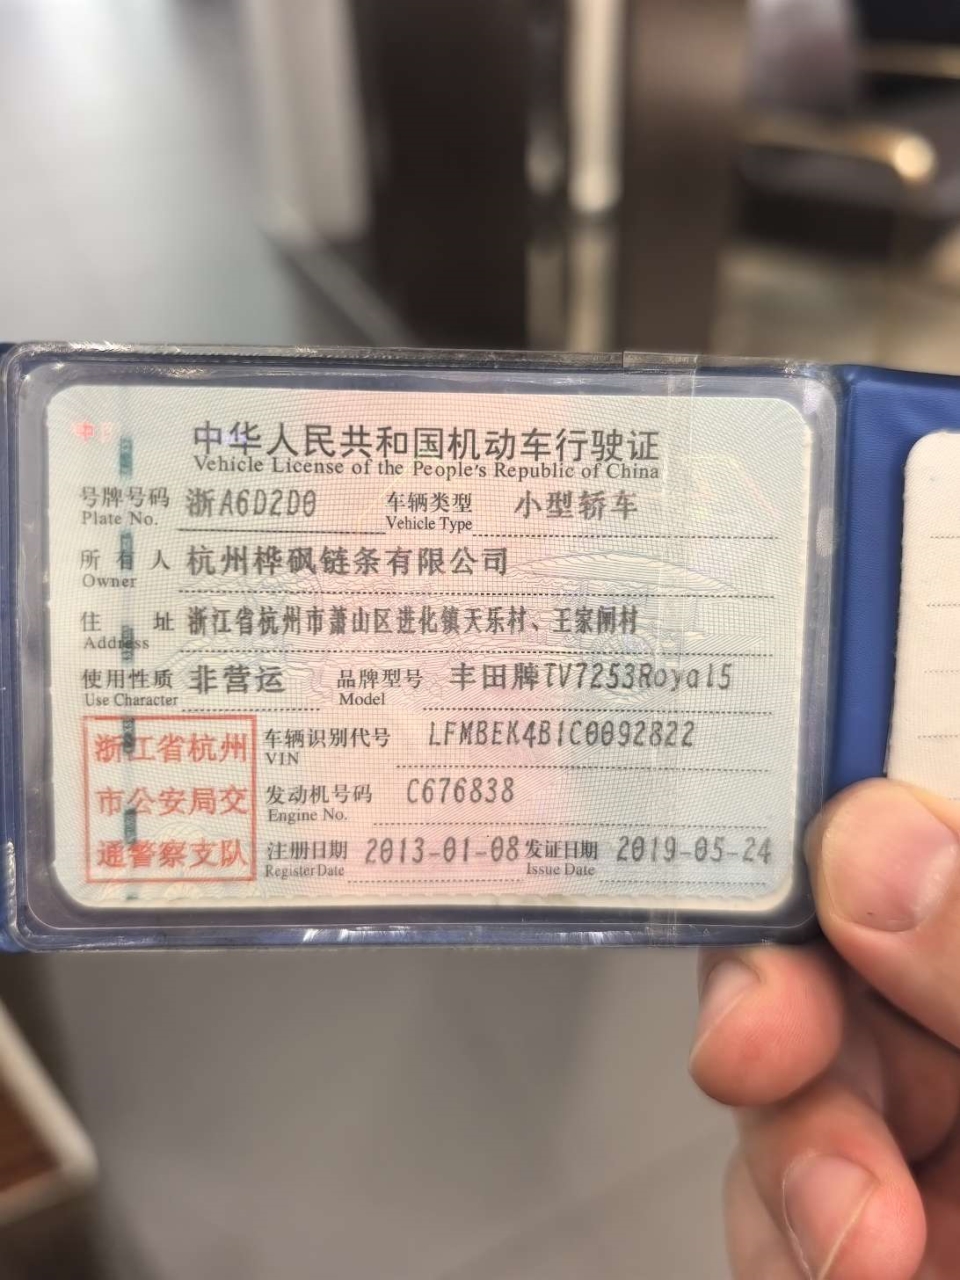 中华人民共和国机动车行驶证
Vehicle License of the People's Republic of China
号牌号码 浙A6D2D0 车辆类型 小型轿车
Plate No. Vehicle Type
所有人 杭州桦砜链条有限公司
Owner
住址 浙江省杭州市萧山区进化镇天乐村、王家闸村
Address
使用性质 非营运 品牌型号 丰田牌TV7253Royal5
Use Character Model
浙江省杭州 车辆识别代号 LFMBEK4B1C0092822
VIN
市公安局交 发动机号码 C676838
Engine No.
通警察支队 注册日期 2013-01-08 发证日期 2019-05-24
Register Date Issue Date